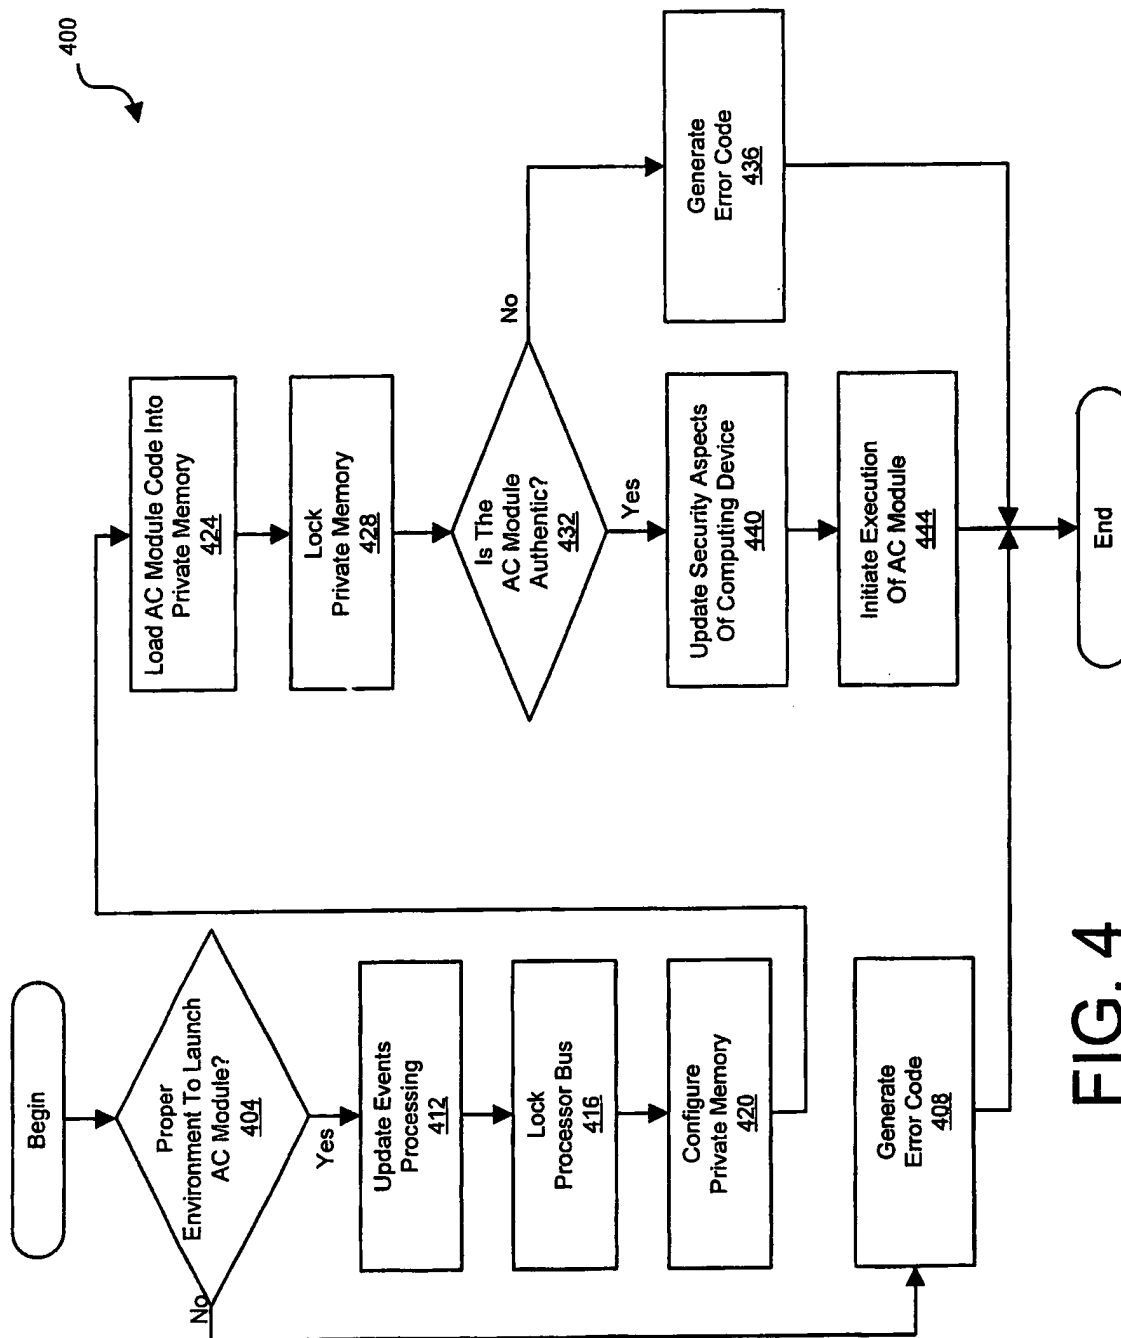 400
Begin
Proper
Environment To Launch
AC Module?
404
No
Yes
Update Events
Processing
412
Lock
Processor Bus
416
Configure
Private Memory
420
Generate
Error Code
408
Load AC Module Code Into
Private Memory
424
Lock
Private Memory
428
Is The
AC Module
Authentic?
432
No
Yes
Generate
Error Code
436
Update Security Aspects
Of Computing Device
440
Initiate Execution
Of AC Module
444
End
FIG. 4